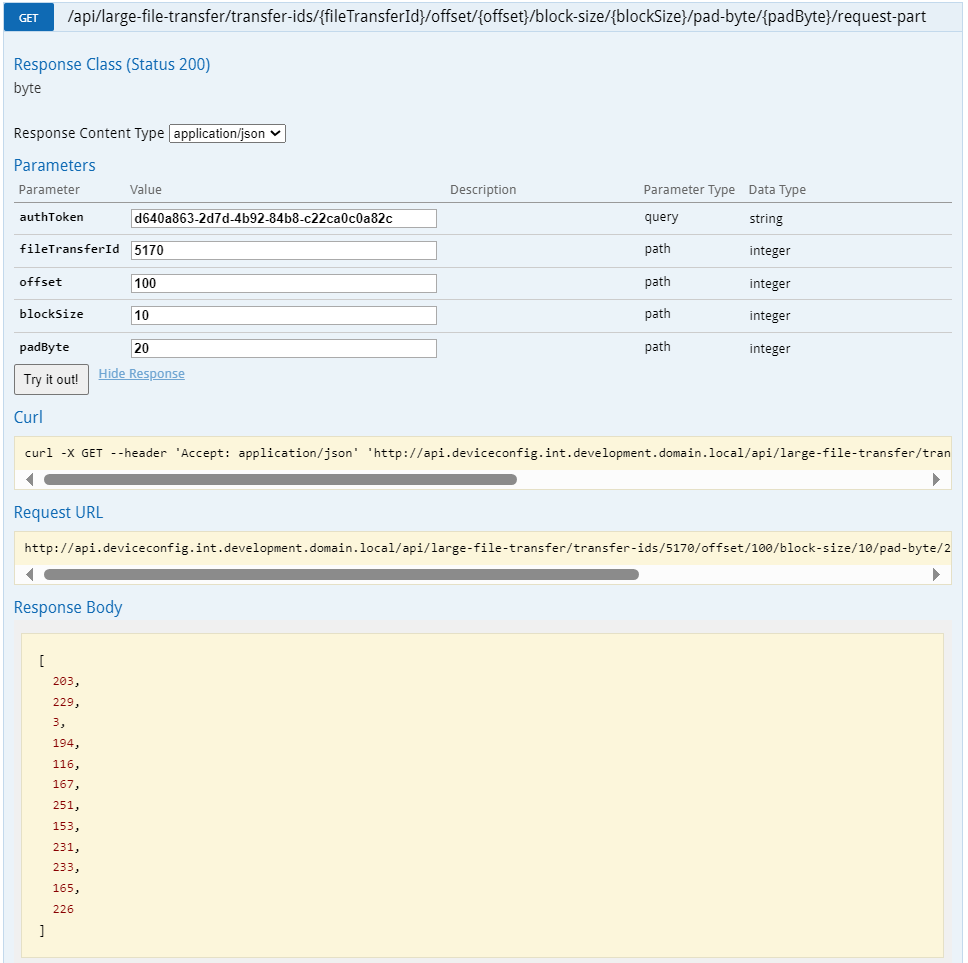 GET /api/large-file-transfer/transfer-ids/{fileTransferId}/offset/{offset}/block-size/{blockSize}/pad-byte/{padByte}/request-part
Response Class (Status 200)
byte
Response Content Type application/json
Parameters
Parameter Value Description Parameter Type Data Type
authToken d640a863-2d7d-4b92-84b8-c22ca0c0a82c query string
fileTransferId 5170 path integer
offset 100 path integer
blockSize 10 path integer
padByte 20 path integer
Try it out! Hide Response
Curl
curl -X GET --header 'Accept: application/json' 'http://api.deviceconfig.int.development.domain.local/api/large-file-transfer/tran
Request URL
http://api.deviceconfig.int.development.domain.local/api/large-file-transfer/transfer-ids/5170/offset/100/block-size/10/pad-byte/2
Response Body
[
203,
229,
3,
194,
116,
167,
251,
153,
231,
233,
165,
226
]